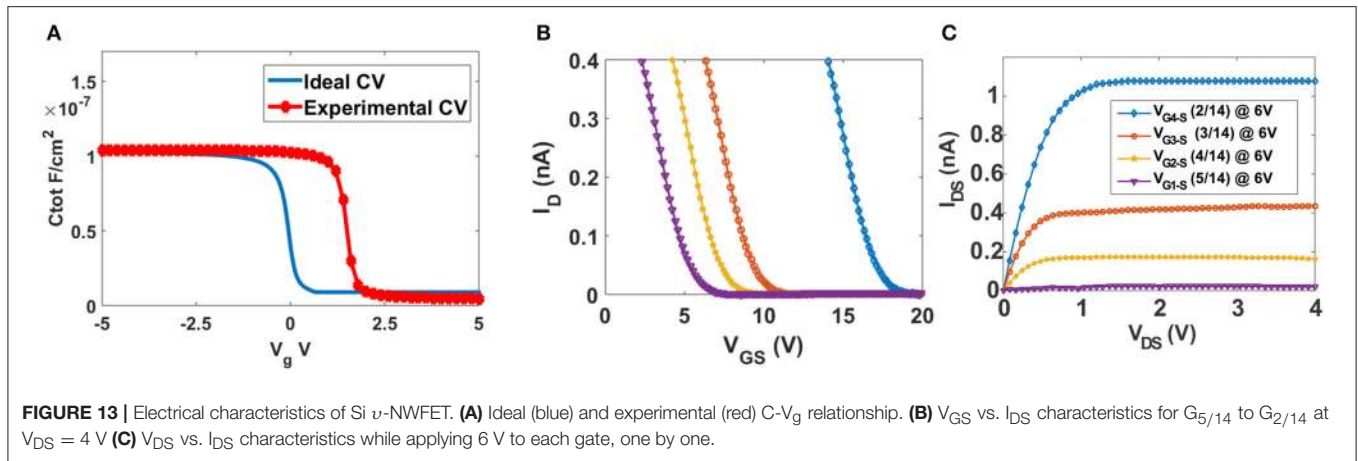 A
Ideal CV
Experimental CV
×10⁻⁷
1.5
1
0.5
0
Ctot F/cm²
-5
-2.5
0
2.5
5
V_g V
B
0.4
0.3
0.2
0.1
0
I_D (nA)
0
5
10
15
20
V_GS (V)
C
1
0.8
0.6
0.4
0.2
0
I_DS (nA)
V_G4-S (2/14) @ 6V
V_G3-S (3/14) @ 6V
V_G2-S (4/14) @ 6V
V_G1-S (5/14) @ 6V
0
1
2
3
4
V_DS (V)
FIGURE 13 | Electrical characteristics of Si υ-NWFET. (A) Ideal (blue) and experimental (red) C-V_g relationship. (B) V_GS vs. I_DS characteristics for G_5/14 to G_2/14 at
V_DS = 4 V (C) V_DS vs. I_DS characteristics while applying 6 V to each gate, one by one.